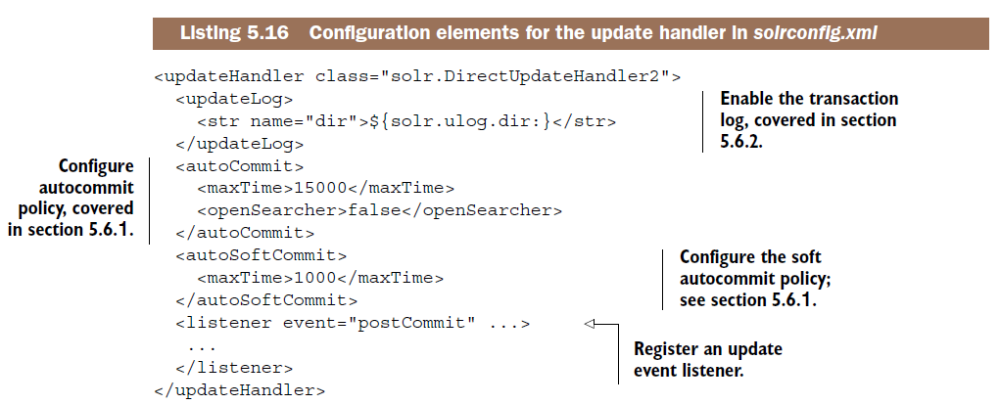 Listing 5.16 Configuration elements for the update handler in solrconfig.xml
<updateHandler class="solr.DirectUpdateHandler2">
<updateLog>
<str name="dir">${solr.ulog.dir:}</str>
</updateLog>
Enable the transaction
log, covered in section
5.6.2.
<autoCommit>
<maxTime>15000</maxTime>
<openSearcher>false</openSearcher>
</autoCommit>
Configure
autocommit
policy, covered
in section 5.6.1.
<autoSoftCommit>
<maxTime>1000</maxTime>
</autoSoftCommit>
Configure the soft
autocommit policy;
see section 5.6.1.
<listener event="postCommit" ...>
...
</listener>
Register an update
event listener.
</updateHandler>